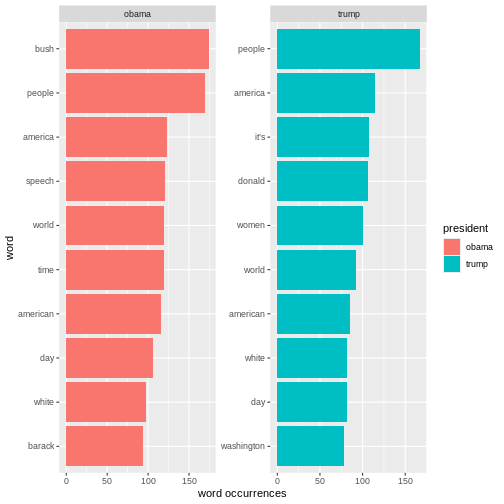 obama
trump
bush
people
america
speech
world
time
american
day
white
barack
people
america
it's
donald
women
world
american
white
day
washington
0 50 100 150
0 50 100 150
word occurrences
word
president
obama
trump